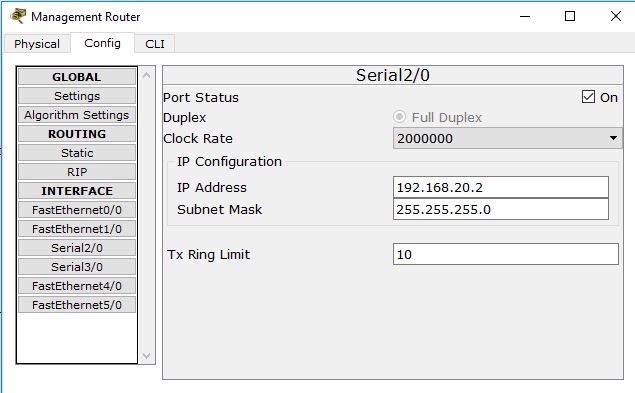 Management Router
Physical Config CLI
GLOBAL
Settings
Algorithm Settings
ROUTING
Static
RIP
INTERFACE
FastEthernet0/0
FastEthernet1/0
Serial2/0
Serial3/0
FastEthernet4/0
FastEthernet5/0
Serial2/0
Port Status On
Duplex Full Duplex
Clock Rate 2000000
IP Configuration
IP Address 192.168.20.2
Subnet Mask 255.255.255.0
Tx Ring Limit 10